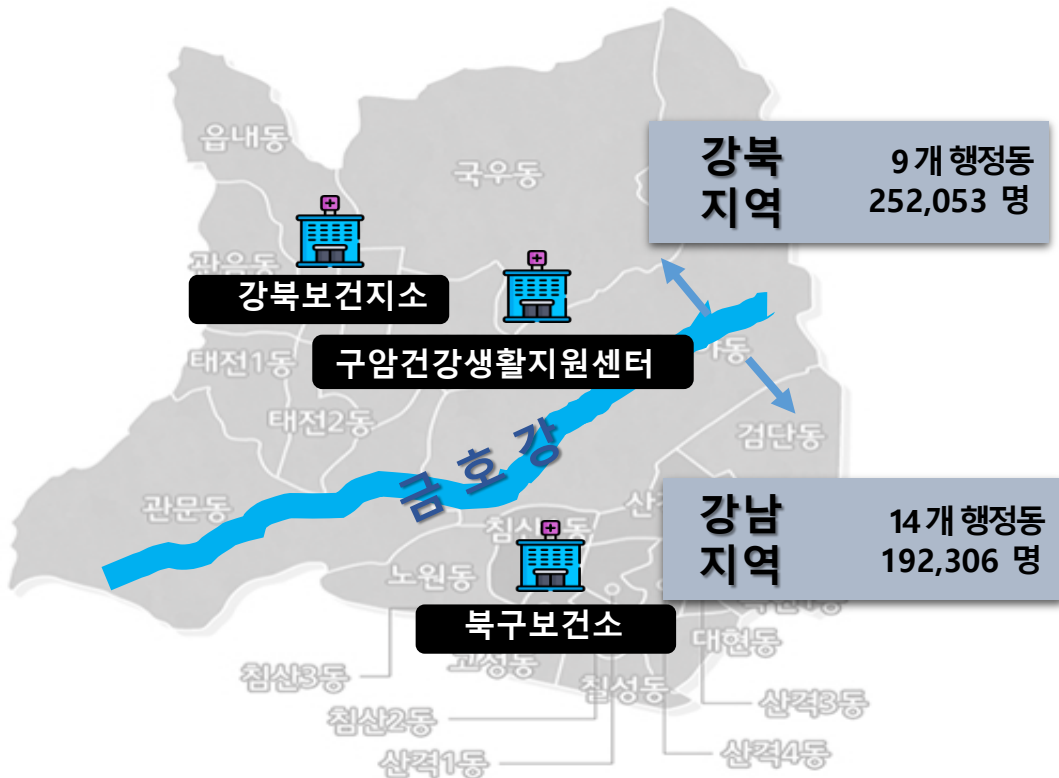 읍내동
국우동
강북
지역
9개 행정동
252,053 명
관음동
강북보건지소
구암건강생활지원센터
태전1동
태전2동
검단동
관문동
금호강
강남
지역
14개 행정동
192,306 명
노원동
북구보건소
대현동
고성동
침산3동
칠성동
산격3동
침산2동
산격1동
산격4동